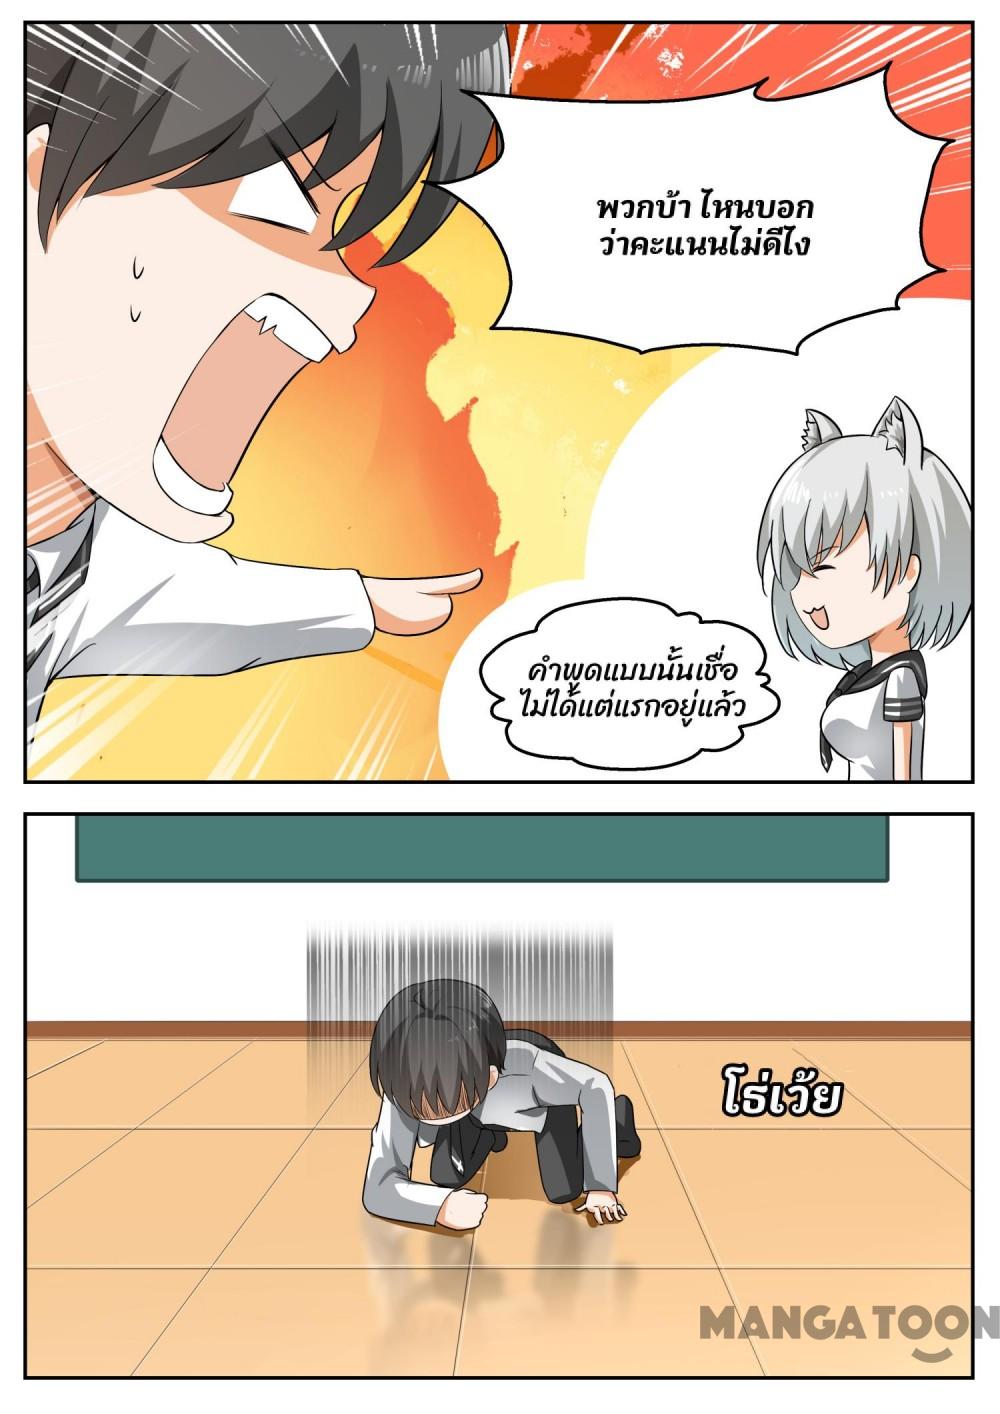 พวกบ้า ไหนบอก
ว่าคะแนนไม่ดีไง
คำพูดแบบนั้นเชื่อ
ไม่ได้แต่แรกอยู่แล้ว
โธ่เว้ย
MANGATOON